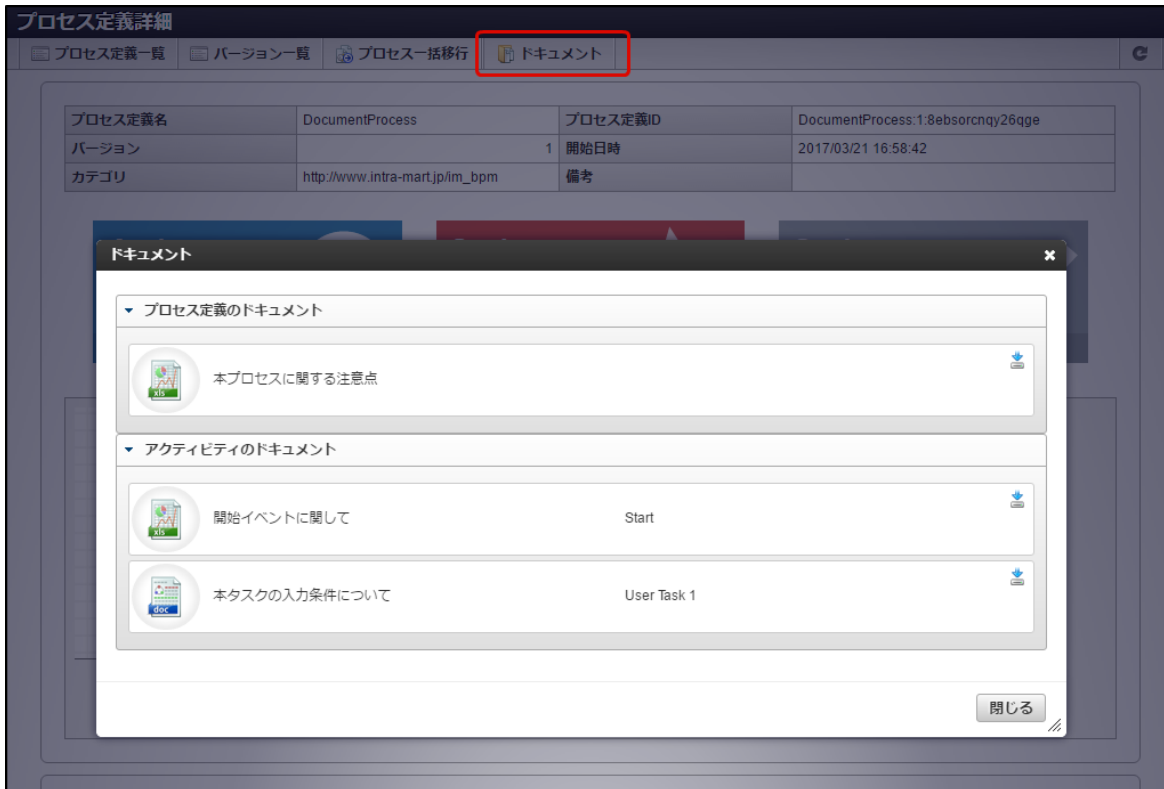 プロセス定義詳細
プロセス定義一覧 バージョン一覧 プロセス一括移行 ドキュメント
プロセス定義名 DocumentProcess プロセス定義ID DocumentProcess:1:8ebsorcnqy26qge
バージョン 1 開始日時 2017/03/21 16:58:42
カテゴリ http://www.intra-mart.jp/im_bpm 備考
ドキュメント
プロセス定義のドキュメント
xls 本プロセスに関する注意点
アクティビティのドキュメント
xls 開始イベントに関して Start
doc 本タスクの入力条件について User Task 1
閉じる